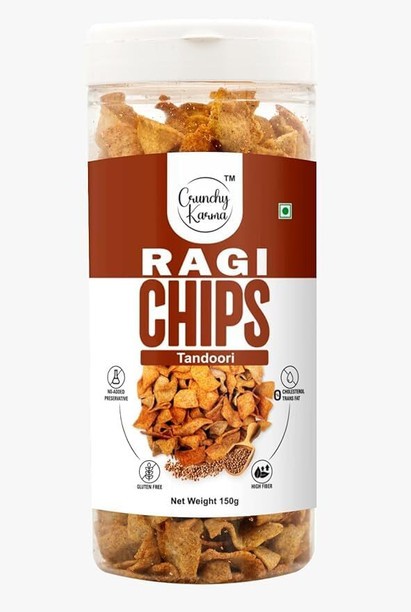 TM
Crunchy
Karma
RAGI
CHIPS
Tandoori
NO-ADDED
PRESERVATIVE
0 CHOLESTEROL
TRANS FAT
GLUTEN FREE
HIGH FIBER
Net Weight 150g